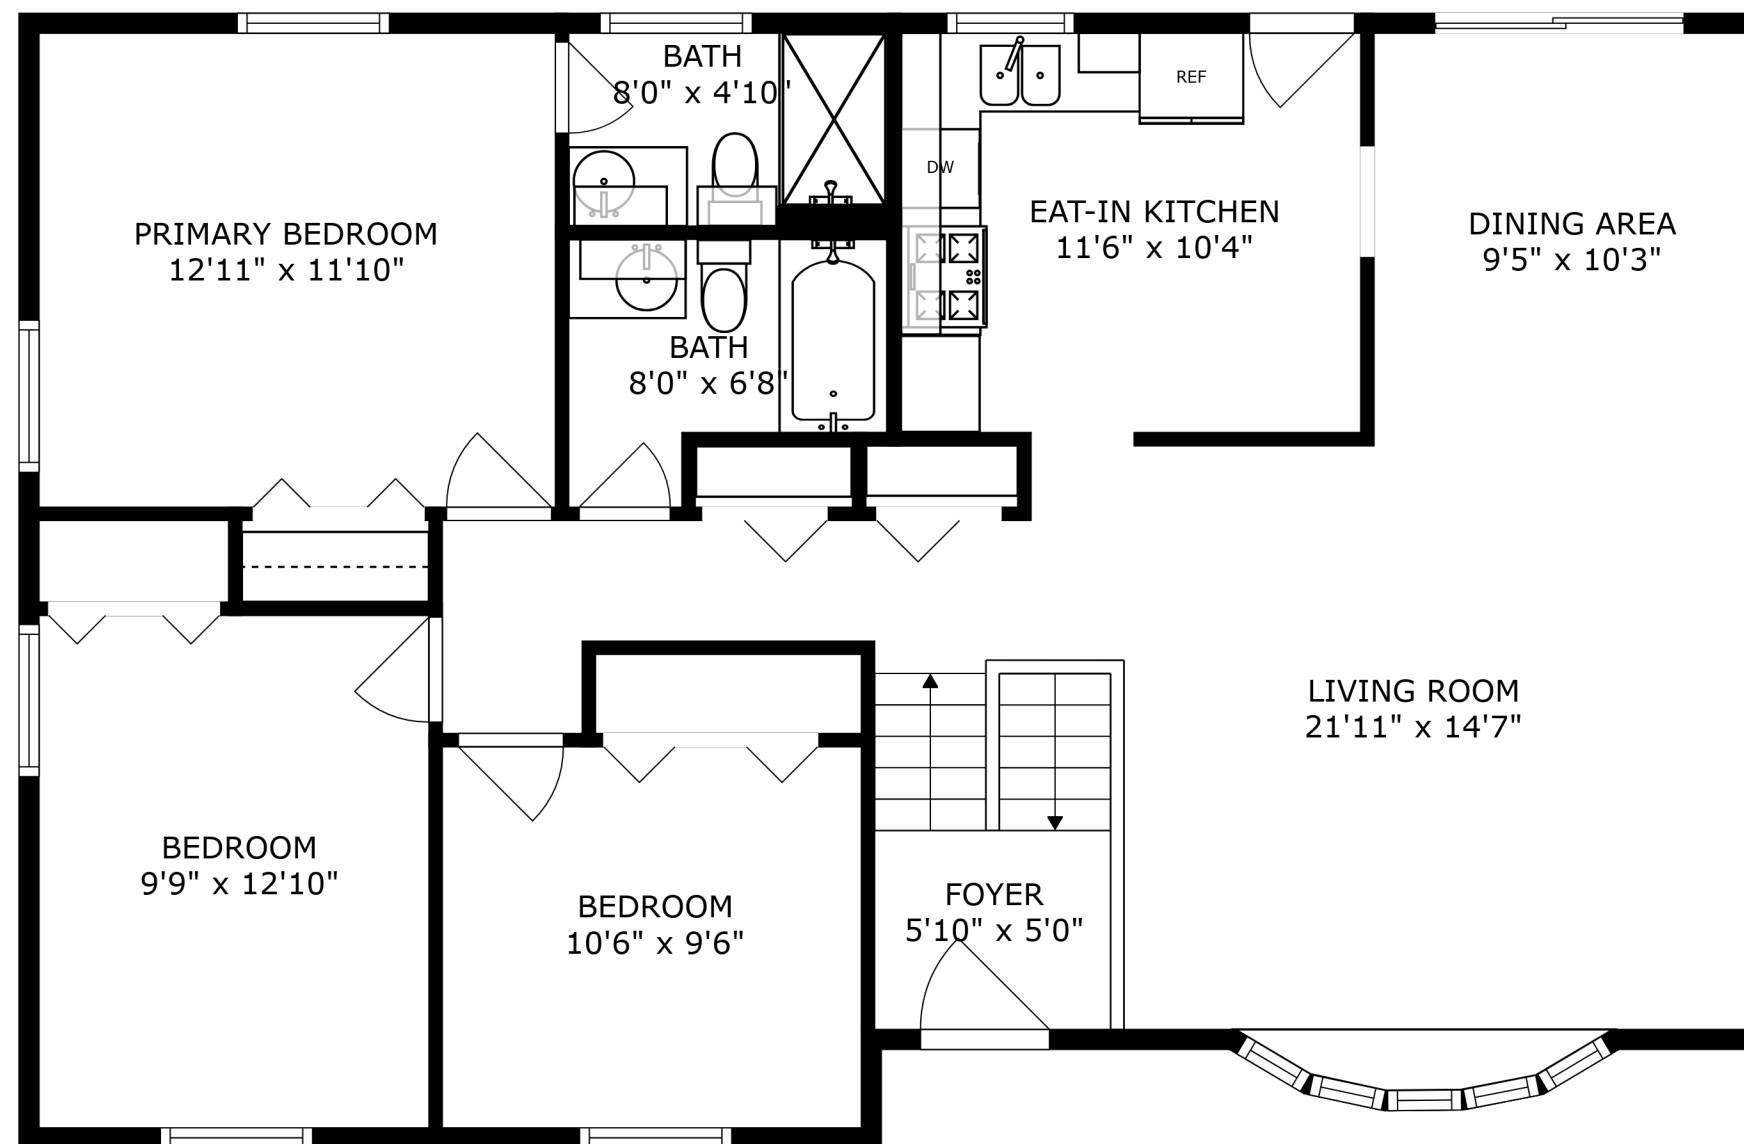 BATH
8'0" x 4'10"
REF
DW
PRIMARY BEDROOM
12'11" x 11'10"
EAT-IN KITCHEN
11'6" x 10'4"
DINING AREA
9'5" x 10'3"
BATH
8'0" x 6'8"
LIVING ROOM
21'11" x 14'7"
BEDROOM
9'9" x 12'10"
BEDROOM
10'6" x 9'6"
FOYER
5'10" x 5'0"